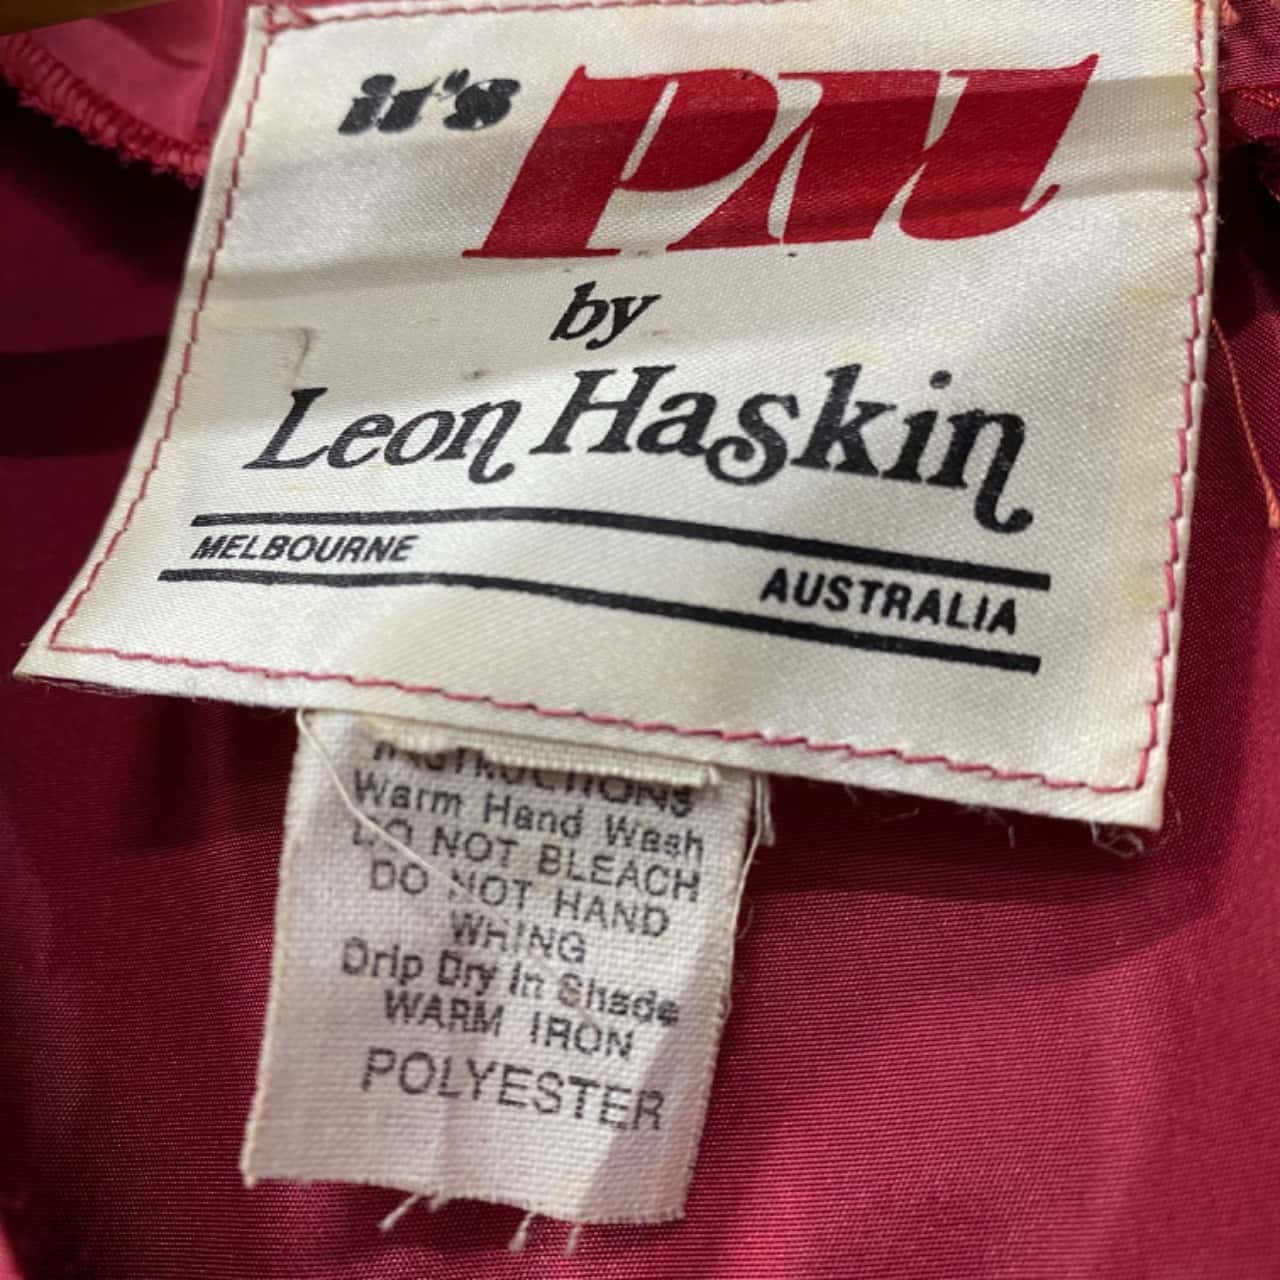 it's PM
by
Leon Haskin
MELBOURNE
AUSTRALIA
INSTRUCTIONS
Warm Hand Wash
DO NOT BLEACH
DO NOT HAND
WRING
Drip Dry In Shade
WARM IRON
POLYESTER